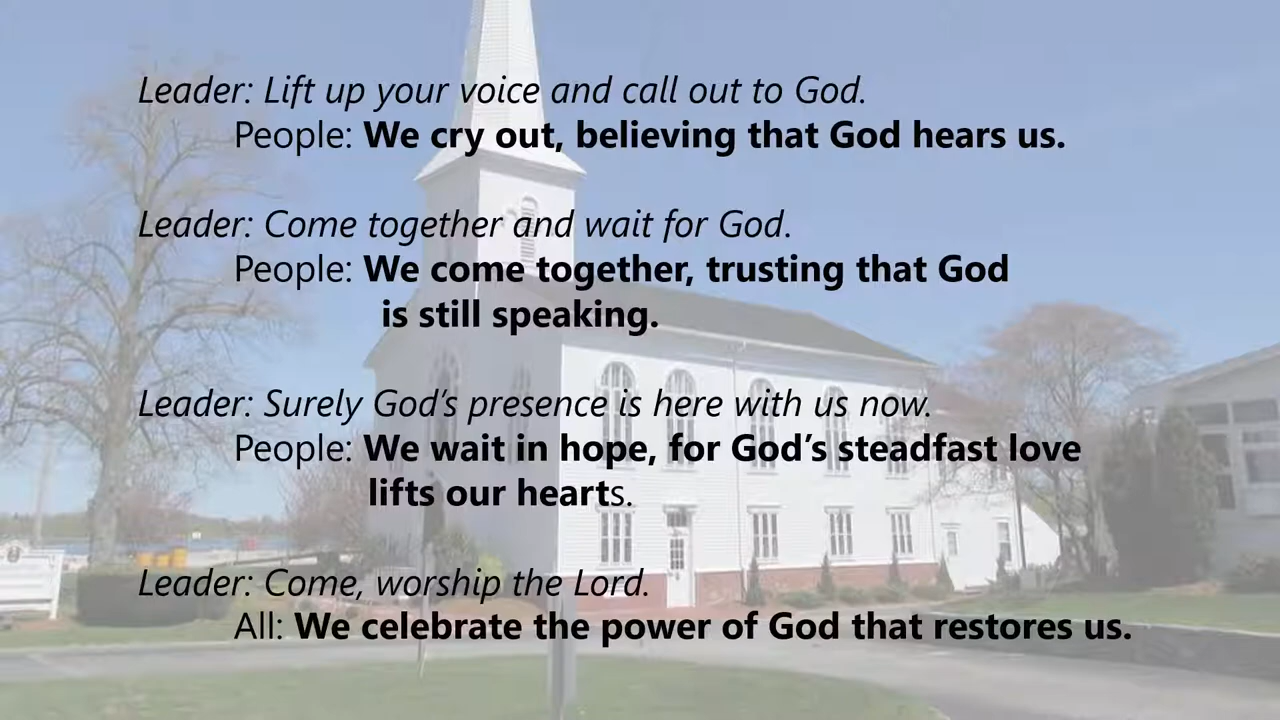 Leader: Lift up your voice and call out to God.
People: We cry out, believing that God hears us.
Leader: Come together and wait for God.
People: We come together, trusting that God
is still speaking.
Leader: Surely God's presence is here with us now.
People: We wait in hope, for God's steadfast love
lifts our hearts.
Leader: Come, worship the Lord.
All: We celebrate the power of God that restores us.